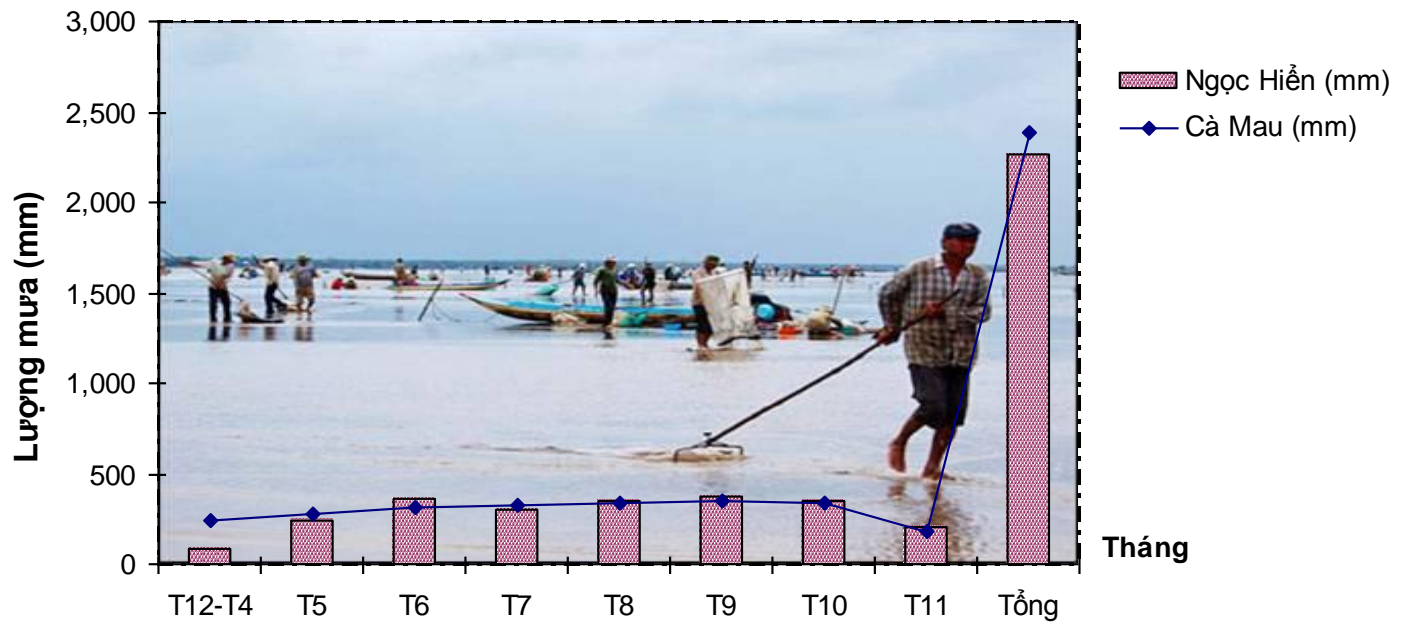 3,000
2,500
2,000
1,500
1,000
500
0
Lượng mưa (mm)
T12-T4 T5 T6 T7 T8 T9 T10 T11 Tổng
Tháng
Ngọc Hiển (mm)
Cà Mau (mm)